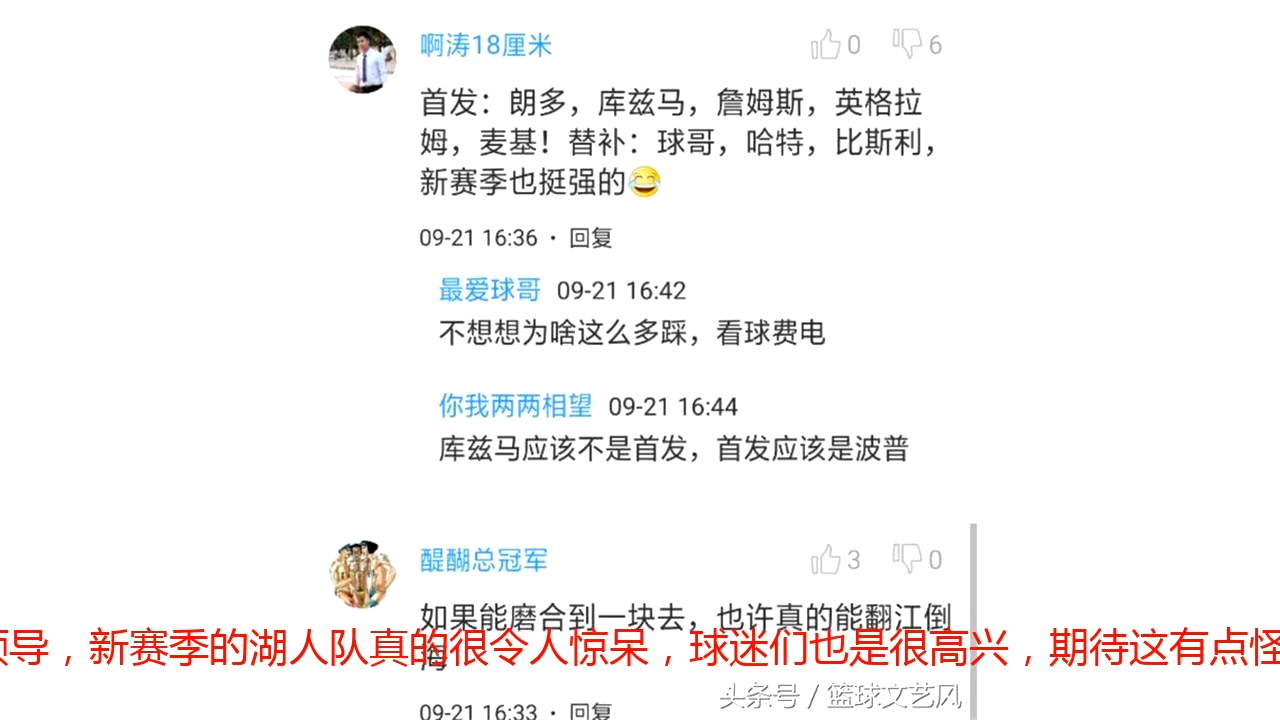 啊涛18厘米 0 6
首发：朗多，库兹马，詹姆斯，英格拉
姆，麦基！替补：球哥，哈特，比斯利，
新赛季也挺强的😂
09-21 16:36 · 回复
最爱球哥 09-21 16:42
不想想为啥这么多踩，看球费电
你我两两相望 09-21 16:44
库兹马应该不是首发，首发应该是波普
醍醐总冠军 3 0
如果能磨合到一块去，也许真的能翻江倒
海
导，新赛季的湖人队真的很令人惊呆，球迷们也是很高兴，期待这有点怪
头条号 / 篮球文艺风
09-21 16:33 · 回复